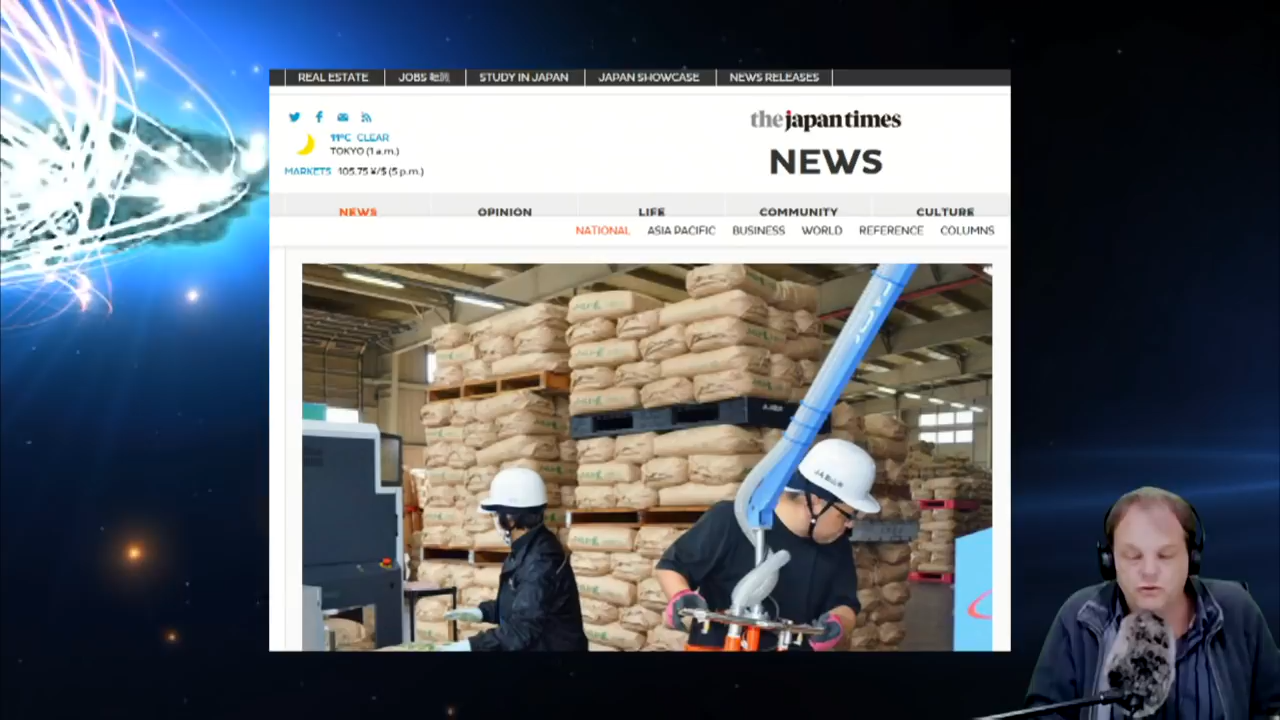 REAL ESTATE JOBS STUDY IN JAPAN JAPAN SHOWCASE NEWS RELEASES
11°C CLEAR
TOKYO (1 a.m.)
MARKETS 105.75 ¥/$ (5 p.m.)
the japan times
NEWS
NEWS OPINION LIFE COMMUNITY CULTURE
NATIONAL ASIA PACIFIC BUSINESS WORLD REFERENCE COLUMNS